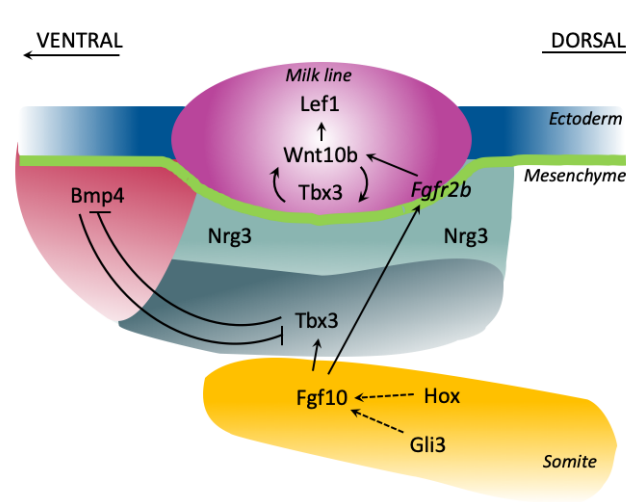 VENTRAL
DORSAL
Milk line
Lef1
Ectoderm
Wnt10b
Mesenchyme
Bmp4
Tbx3
Fgfr2b
Nrg3
Nrg3
Tbx3
Fgf10
Hox
Gli3
Somite